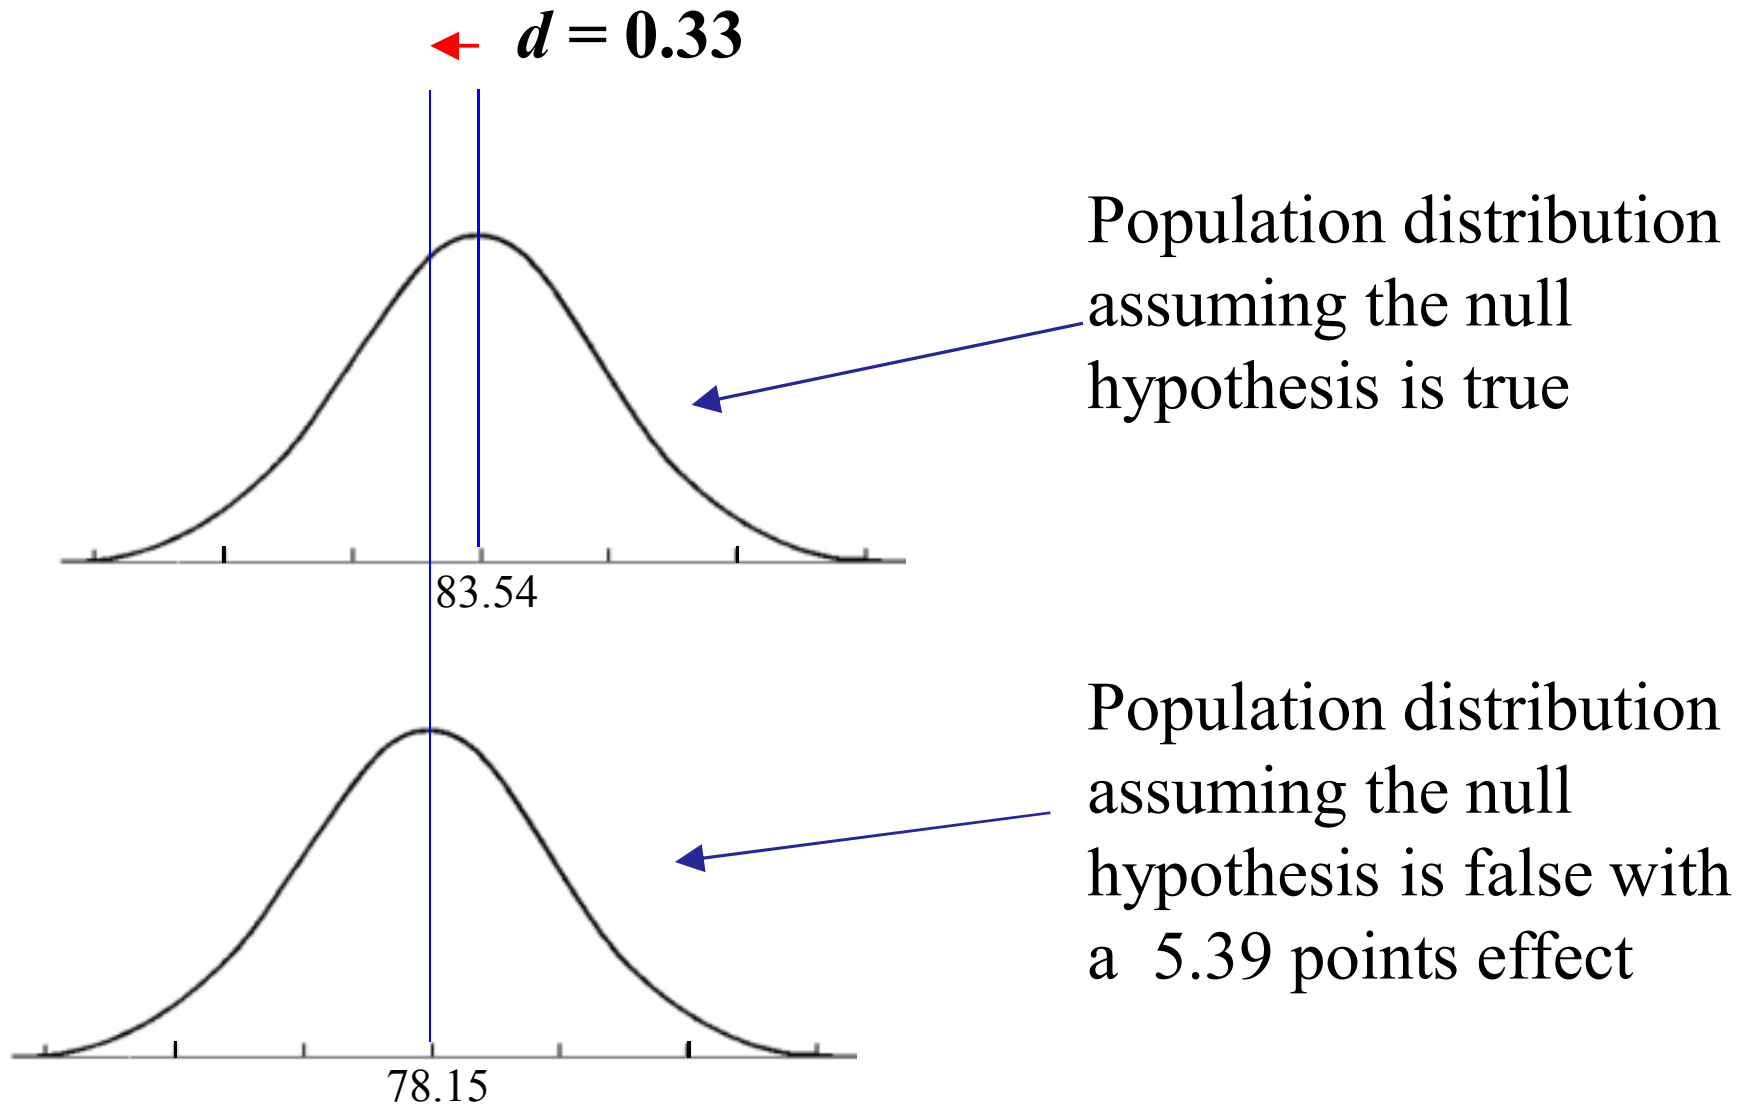 d = 0.33
Population distribution
assuming the null
hypothesis is true
83.54
Population distribution
assuming the null
hypothesis is false with
a 5.39 points effect
78.15